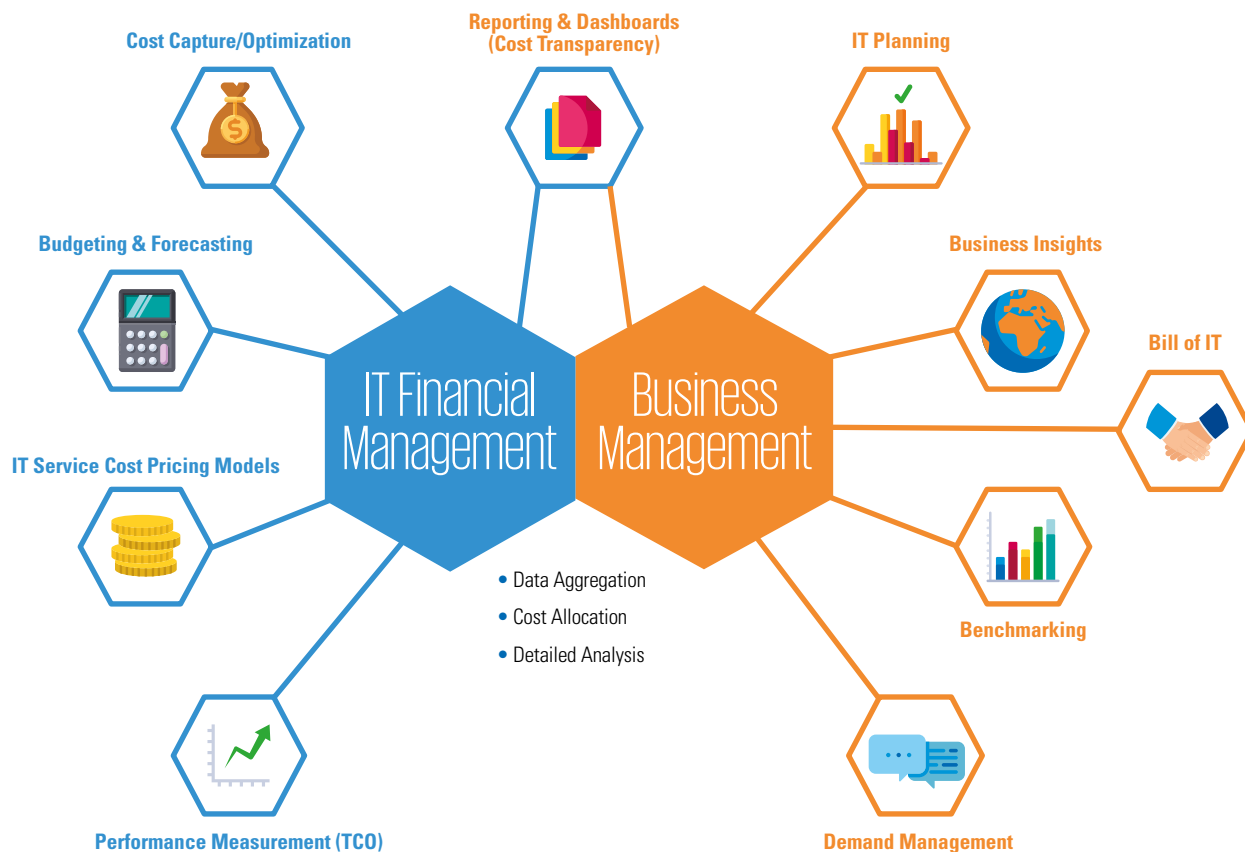 Reporting & Dashboards
(Cost Transparency)
Cost Capture/Optimization
IT Planning
$
Budgeting & Forecasting
Business Insights
Bill of IT
IT Financial
Management
Business
Management
IT Service Cost Pricing Models
• Data Aggregation
• Cost Allocation
• Detailed Analysis
Benchmarking
Performance Measurement (TCO)
Demand Management